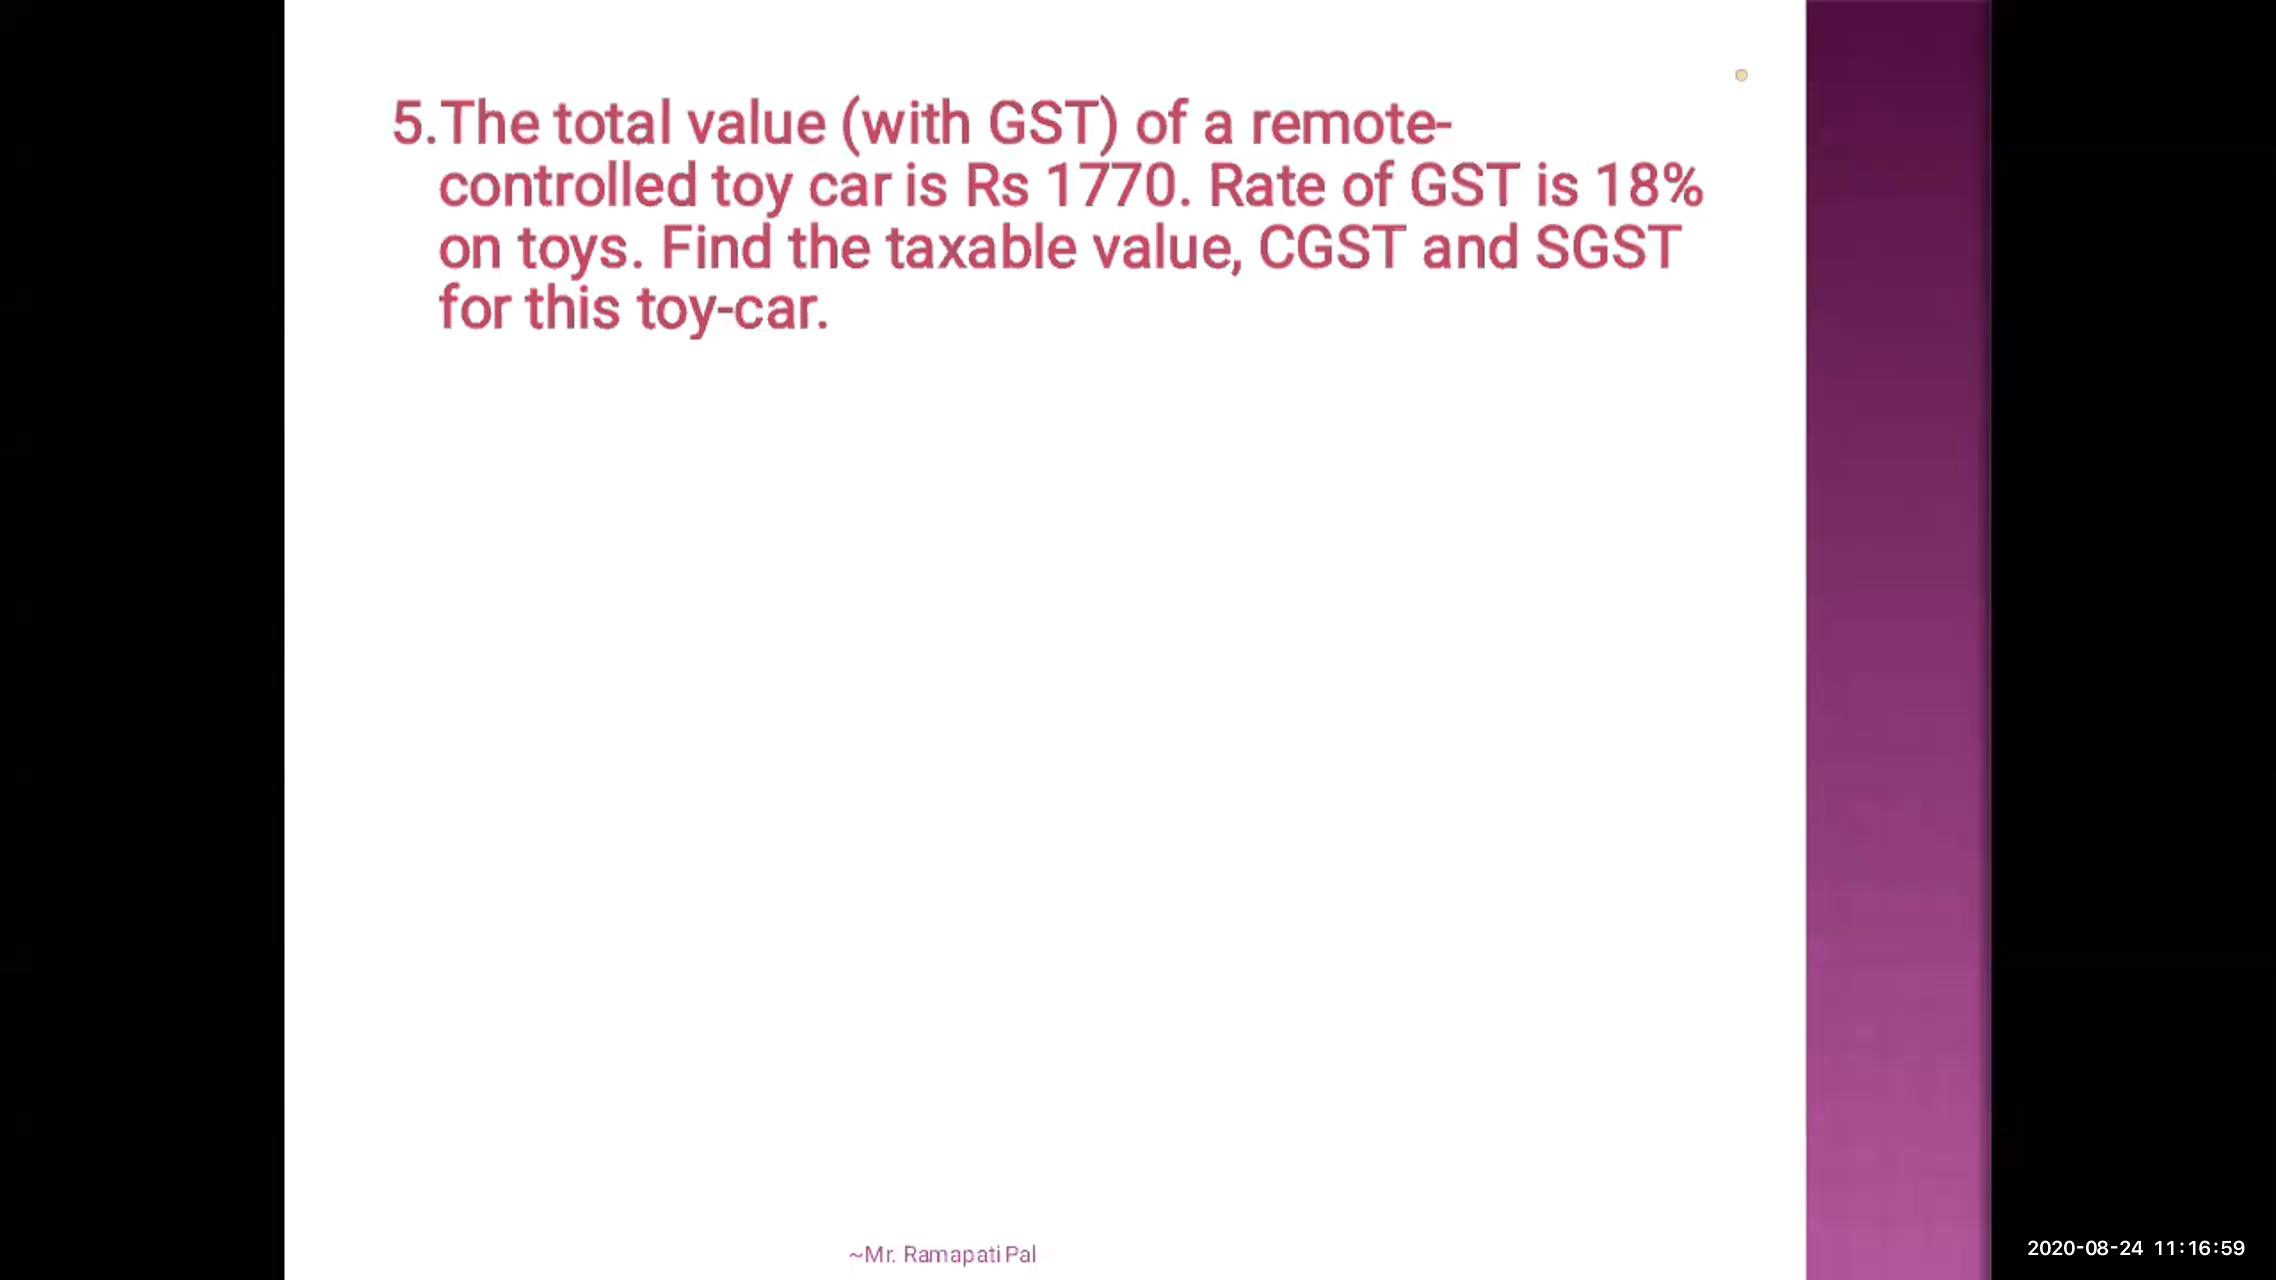 5.The total value (with GST) of a remote-
controlled toy car is Rs 1770. Rate of GST is 18%
on toys. Find the taxable value, CGST and SGST
for this toy-car.
~Mr. Ramapati Pal
2020-08-24 11:16:59